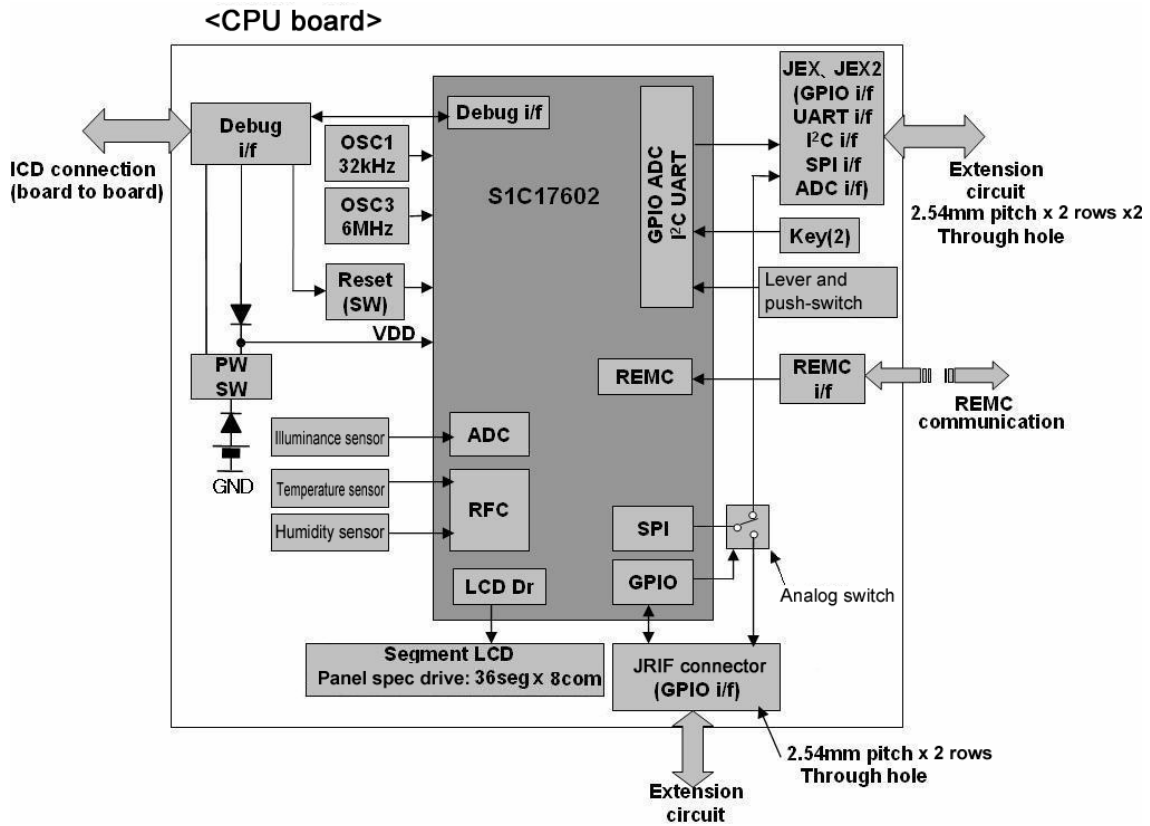 <CPU board>
Debug
i/f
ICD connection
(board to board)
OSC1
32kHz
OSC3
6MHz
Reset
(SW)
VDD
PW
SW
GND
Illuminance sensor
Temperature sensor
Humidity sensor
Debug i/f
S1C17602
GPIO ADC
I²C UART
REMC
ADC
RFC
SPI
GPIO
LCD Dr
JEX、JEX2
(GPIO i/f
UART i/f
I²C i/f
SPI i/f
ADC i/f)
Extension
circuit
2.54mm pitch x 2 rows x2
Through hole
Key(2)
Lever and
push-switch
REMC
i/f
REMC
communication
Analog switch
Segment LCD
Panel spec drive: 36seg x 8com
JRIF connector
(GPIO i/f)
2.54mm pitch x 2 rows
Through hole
Extension
circuit